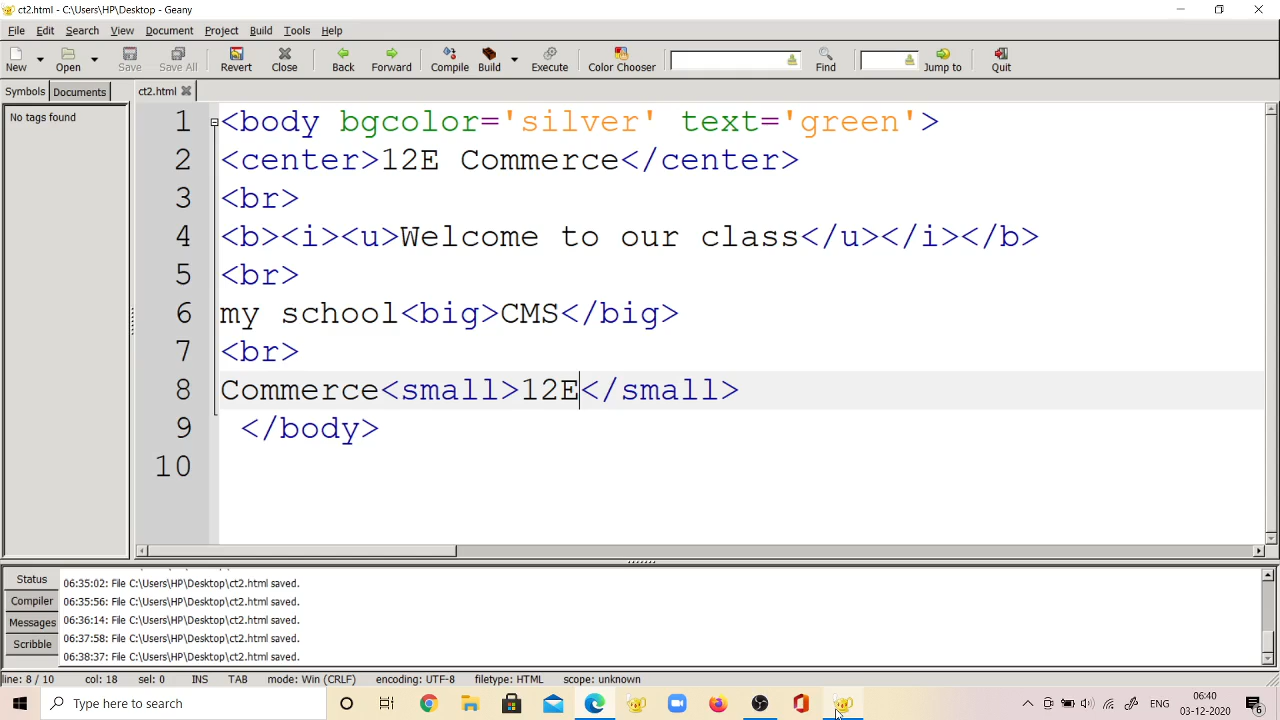 ct2.html - C:\Users\HP\Desktop - Geany
File Edit Search View Document Project Build Tools Help
New Open Save Save All Revert Close Back Forward Compile Build Execute Color Chooser Find Jump to Quit
Symbols Documents ct2.html
No tags found
1 <body bgcolor='silver' text='green'>
2 <center>12E Commerce</center>
3 <br>
4 <b><i><u>Welcome to our class</u></i></b>
5 <br>
6 my school<big>CMS</big>
7 <br>
8 Commerce<small>12E</small>
9 </body>
10
Status
Compiler
Messages
Scribble
06:35:02: File C:\Users\HP\Desktop\ct2.html saved.
06:35:56: File C:\Users\HP\Desktop\ct2.html saved.
06:36:14: File C:\Users\HP\Desktop\ct2.html saved.
06:37:58: File C:\Users\HP\Desktop\ct2.html saved.
06:38:37: File C:\Users\HP\Desktop\ct2.html saved.
line: 8 / 10 col: 18 sel: 0 INS TAB mode: Win (CRLF) encoding: UTF-8 filetype: HTML scope: unknown
Type here to search
ENG
06:40
03-12-2020
6